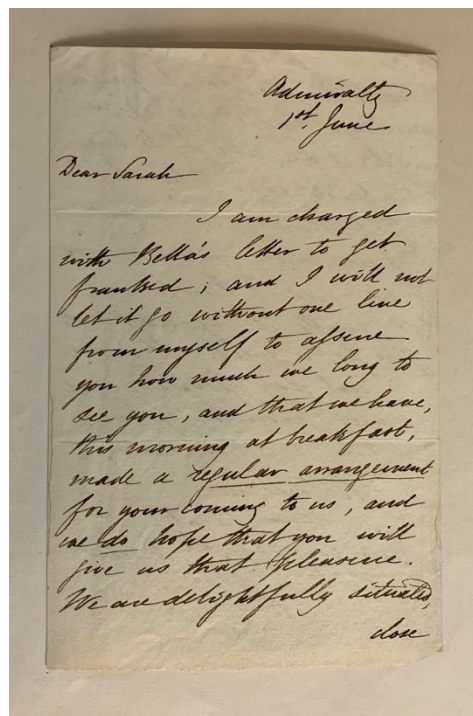 Admiralty
1st. June
Dear Sarah
I am charged
with Bella's letter to get
franked; and I will not
let it go without one line
from myself to assure
you how much we long to
see you, and that we have,
this morning at breakfast,
made a regular arrangement
for your coming to us, and
we do hope that you will
give us that pleasure.
We are delightfully situated,
close